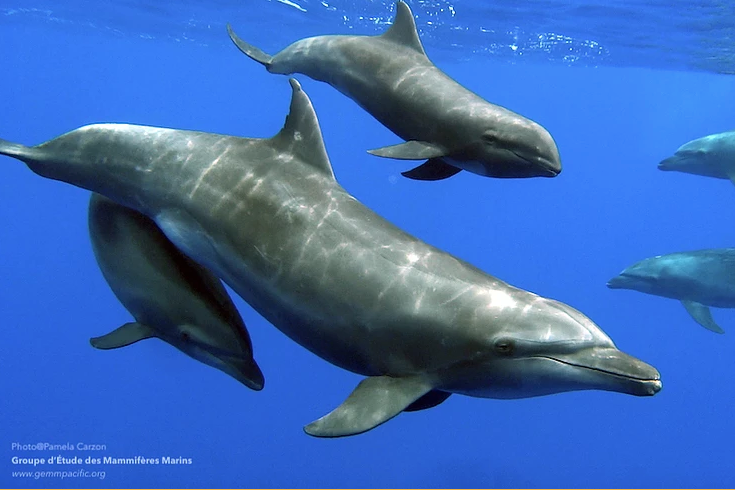 Photo@Pamela Carzon
Groupe d'Étude des Mammifères Marins
www.gemmpacific.org